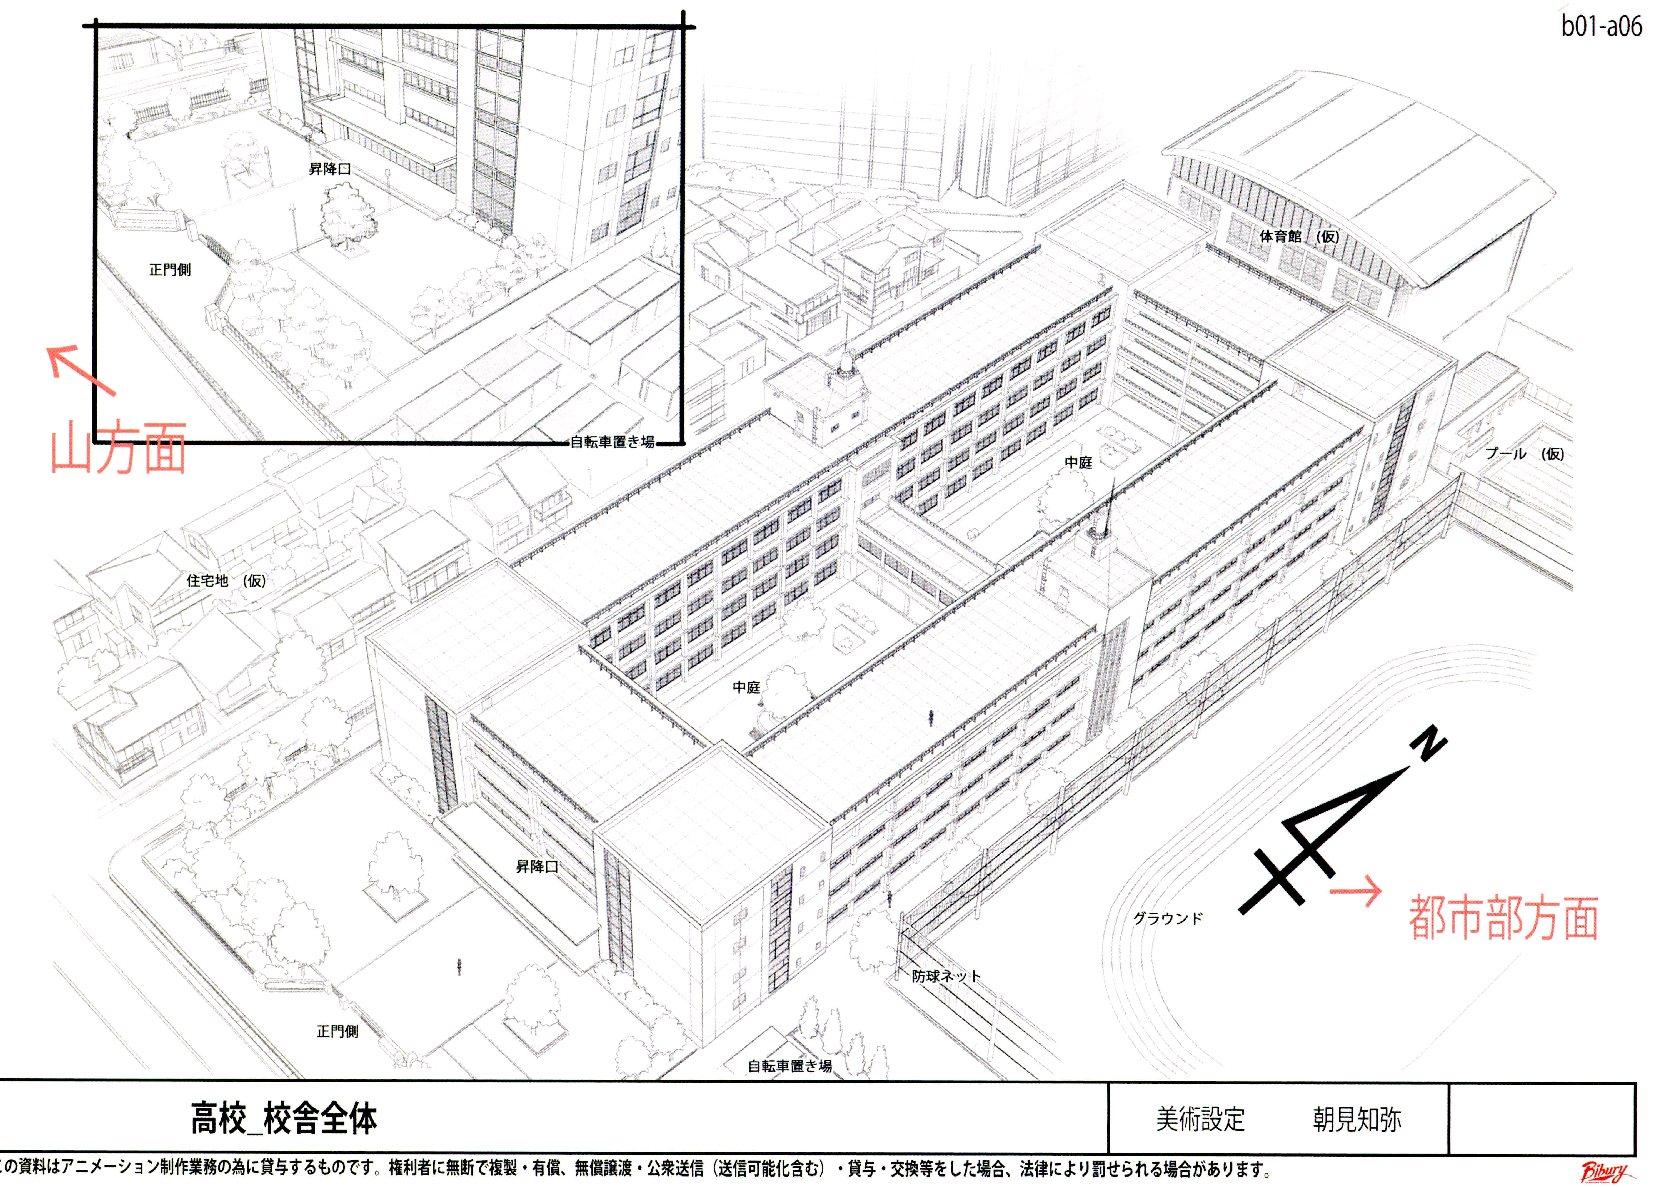 b01-a06
昇降口
正門側
山方面
自転車置き場
体育館　(仮)
プール　(仮)
中庭
住宅地　(仮)
中庭
N
昇降口
グラウンド
都市部方面
防球ネット
正門側
自転車置き場
高校_校舎全体
美術設定　朝見知弥
この資料はアニメーション制作業務の為に貸与するものです。権利者に無断で複製・有償、無償譲渡・公衆送信（送信可能化含む）・貸与・交換等をした場合、法律により罰せられる場合があります。
Bibury